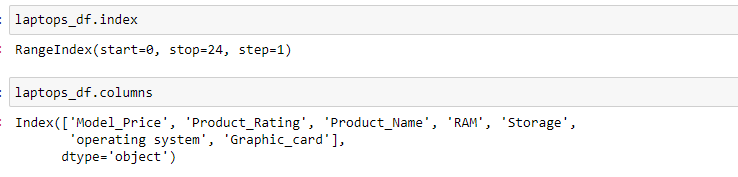 : laptops_df.index
: RangeIndex(start=0, stop=24, step=1)
: laptops_df.columns
: Index(['Model_Price', 'Product_Rating', 'Product_Name', 'RAM', 'Storage',
'operating system', 'Graphic_card'],
dtype='object')